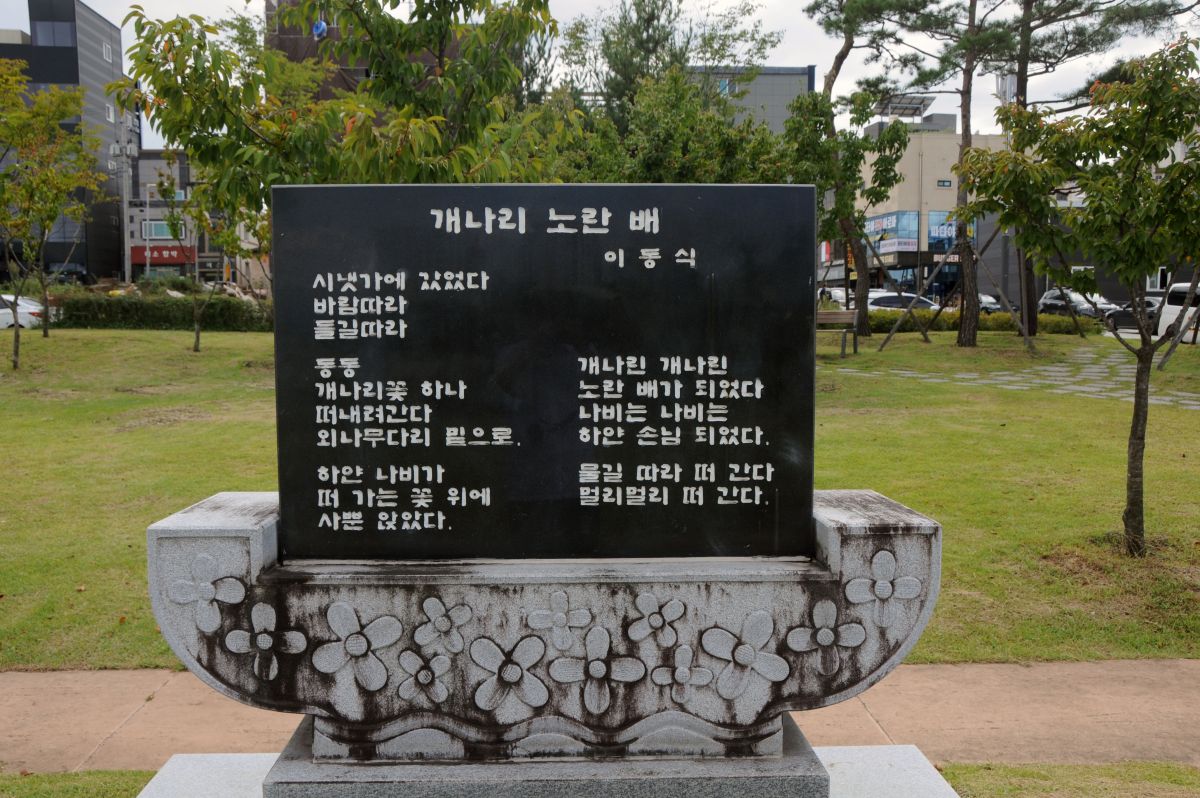 개나리 노란 배
이동식
시냇가에 갔었다
바람따라
들길따라
동동
개나리꽃 하나
떠내려간다
외나무다리 밑으로.
하얀 나비가
떠 가는 꽃 위에
사뿐 앉았다.
개나린 개나린
노란 배가 되었다
나비는 나비는
하얀 손님 되었다.
물길 따라 떠 간다
멀리멀리 떠 간다.